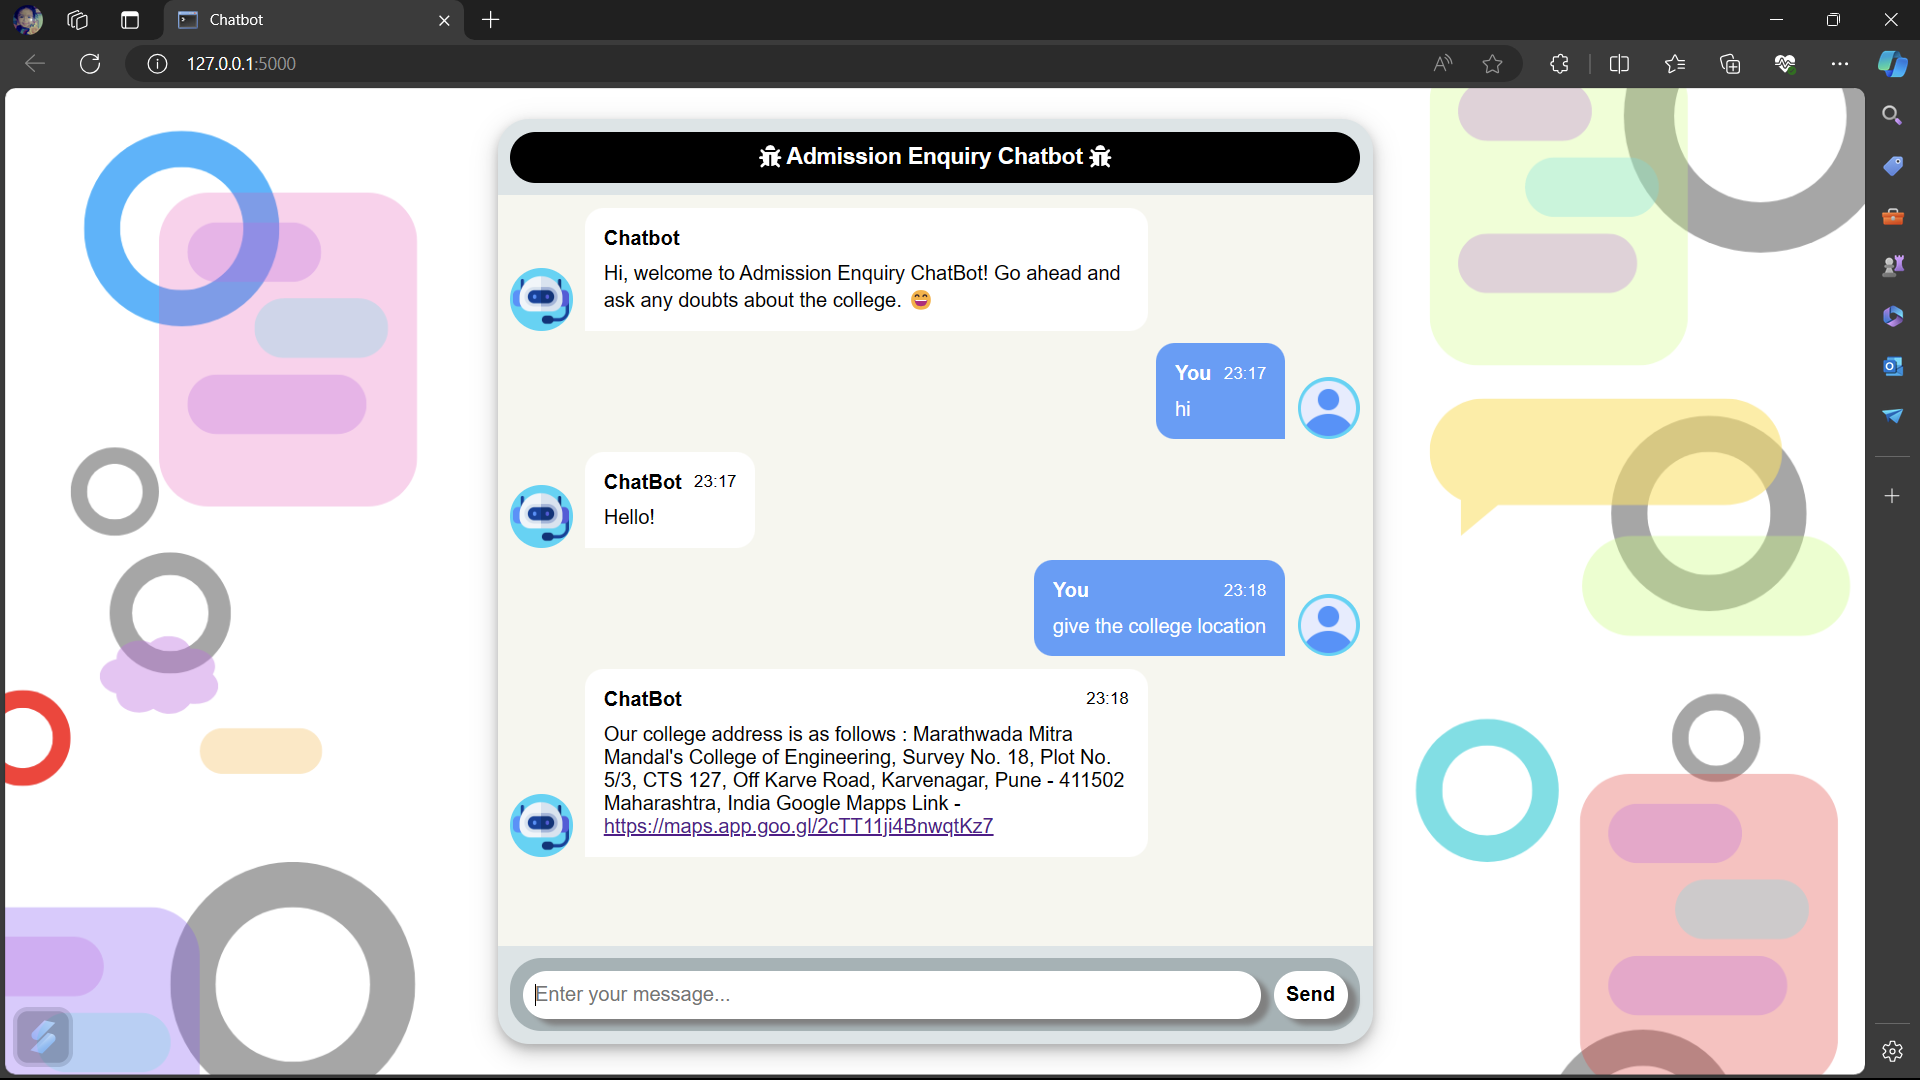 Chatbot
127.0.0.1:5000
Admission Enquiry Chatbot
Chatbot
Hi, welcome to Admission Enquiry ChatBot! Go ahead and
ask any doubts about the college. 😄
You 23:17
hi
ChatBot 23:17
Hello!
You 23:18
give the college location
ChatBot 23:18
Our college address is as follows : Marathwada Mitra
Mandal's College of Engineering, Survey No. 18, Plot No.
5/3, CTS 127, Off Karve Road, Karvenagar, Pune - 411502
Maharashtra, India Google Mapps Link -
https://maps.app.goo.gl/2cTT11ji4BnwqtKz7
Enter your message...
Send